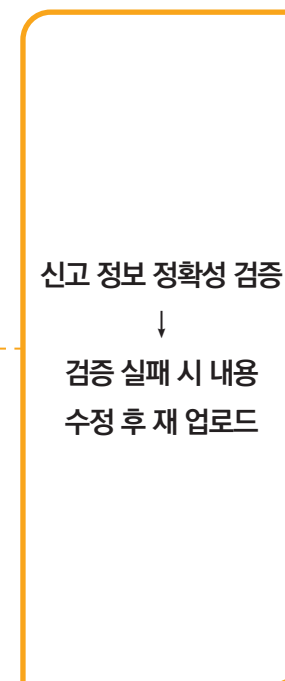 신고 정보 정확성 검증
↓
검증 실패 시 내용
수정 후 재 업로드